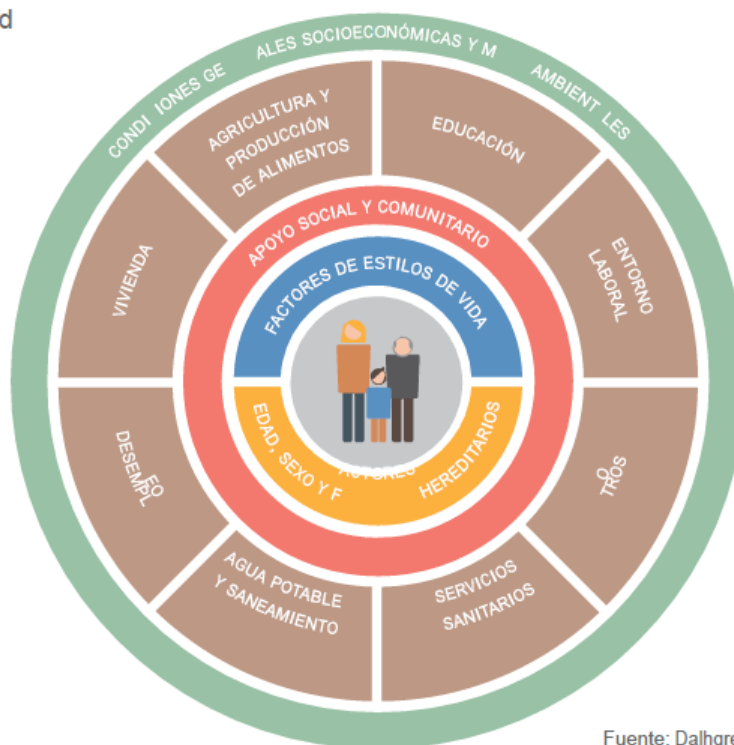 d
CONDI IONES GE ALES SOCIOECONÓMICAS Y M AMBIENT LES
AGRICULTURA Y
PRODUCCIÓN
DE ALIMENTOS
EDUCACIÓN
VIVIENDA
APOYO SOCIAL Y COMUNITARIO
ENTORNO
LABORAL
FACTORES DE ESTILOS DE VIDA
EDAD, SEXO Y F ACTORES HEREDITARIOS
DESEMPL EO
O TROS
AGUA POTABLE
Y SANEAMIENTO
SERVICIOS
SANITARIOS
Fuente: Dalhgre